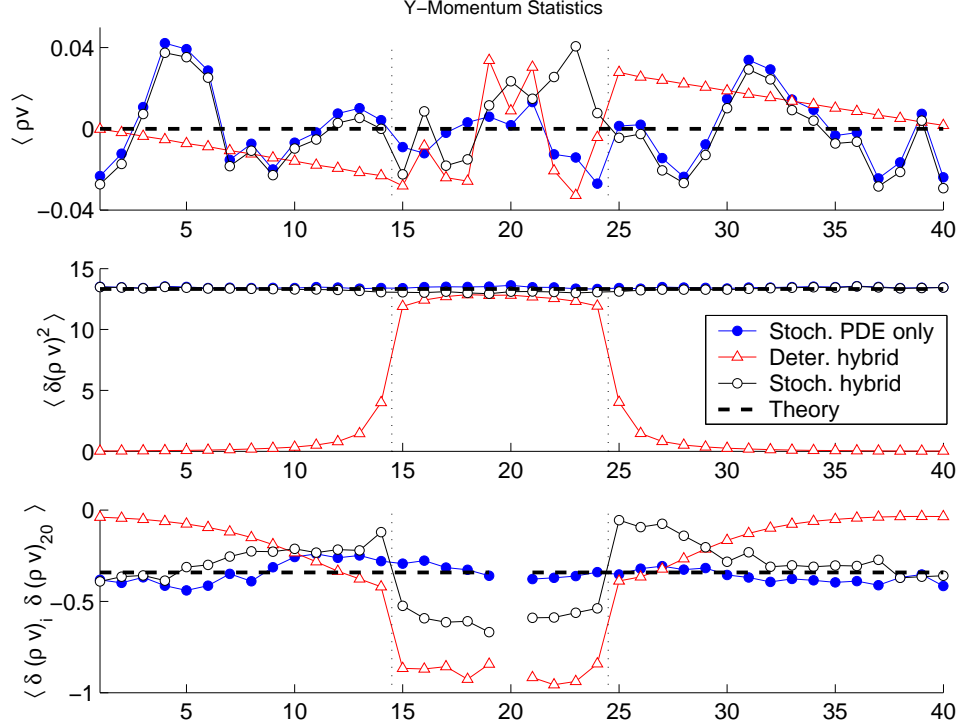 Y−Momentum Statistics
⟨ ρv ⟩
0.04
0
−0.04
5 10 15 20 25 30 35 40
⟨ δ(ρ v)² ⟩
15
10
5
0
5 10 15 20 25 30 35 40
Stoch. PDE only
Deter. hybrid
Stoch. hybrid
Theory
⟨ δ (ρ v)ᵢ δ (ρ v)₂₀ ⟩
0
−0.5
−1
5 10 15 20 25 30 35 40